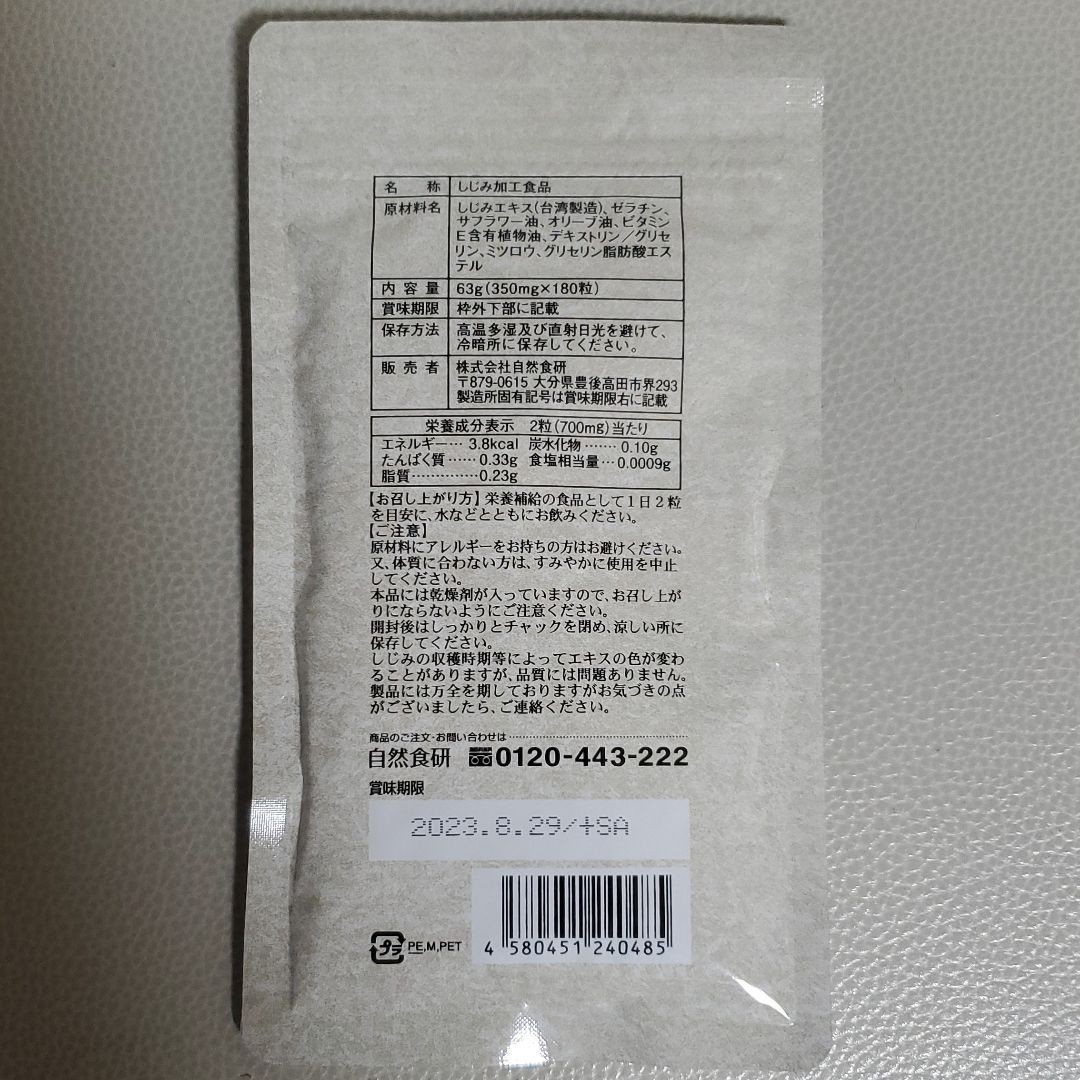 名　称 しじみ加工食品
原材料名 しじみエキス(台湾製造)、ゼラチン、
サフラワー油、オリーブ油、ビタミン
E含有植物油、デキストリン/グリセ
リン、ミツロウ、グリセリン脂肪酸エス
テル
内容量 63g(350mg×180粒)
賞味期限 枠外下部に記載
保存方法 高温多湿及び直射日光を避けて、
冷暗所に保存してください。
販売者 株式会社自然食研
〒879-0615 大分県豊後高田市界293
製造所固有記号は賞味期限右に記載
栄養成分表示　2粒(700mg)当たり
エネルギー… 3.8kcal 炭水化物……… 0.10g
たんぱく質……0.33g 食塩相当量…0.0009g
脂質……………0.23g
【お召し上がり方】栄養補給の食品として1日2粒
を目安に、水などとともにお飲みください。
【ご注意】
原材料にアレルギーをお持ちの方はお避けください。
又、体質に合わない方は、すみやかに使用を中止
してください。
本品には乾燥剤が入っていますので、お召し上が
りにならないようにご注意ください。
開封後はしっかりとチャックを閉め、涼しい所に
保存してください。
しじみの収穫時期等によってエキスの色が変わ
ることがありますが、品質には問題ありません。
製品には万全を期しておりますがお気づきの点
がございましたら、ご連絡ください。
商品のご注文・お問い合わせは
自然食研 0120-443-222
賞味期限
2023.8.29/+SA
プラ PE,M,PET
4 580451 240485